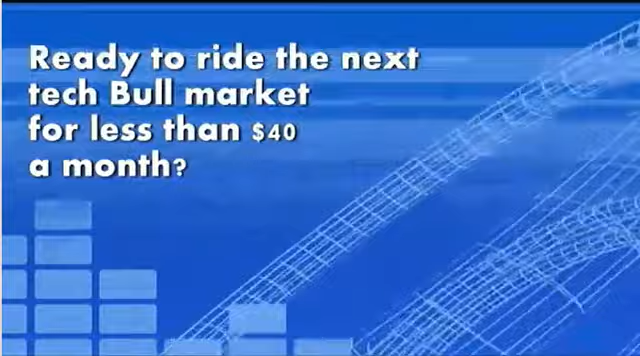 Ready to ride the next
tech Bull market
for less than $40
a month?